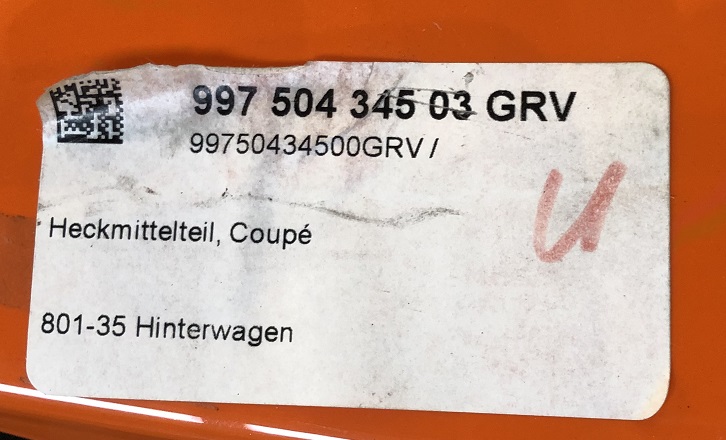 997 504 345 03 GRV
99750434500GRV /
Heckmittelteil, Coupé
801-35 Hinterwagen
U